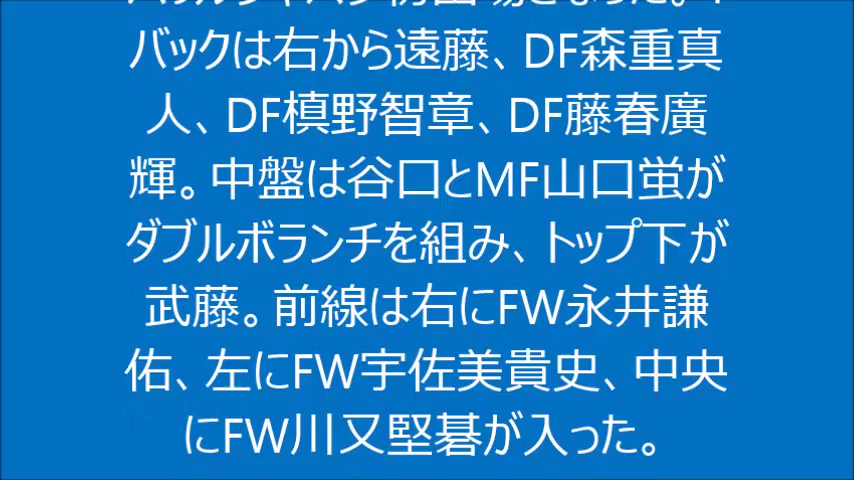 バックは右から遠藤、DF森重真
人、DF槙野智章、DF藤春廣
輝。中盤は谷口とMF山口蛍が
ダブルボランチを組み、トップ下が
武藤。前線は右にFW永井謙
佑、左にFW宇佐美貴史、中央
にFW川又堅碁が入った。